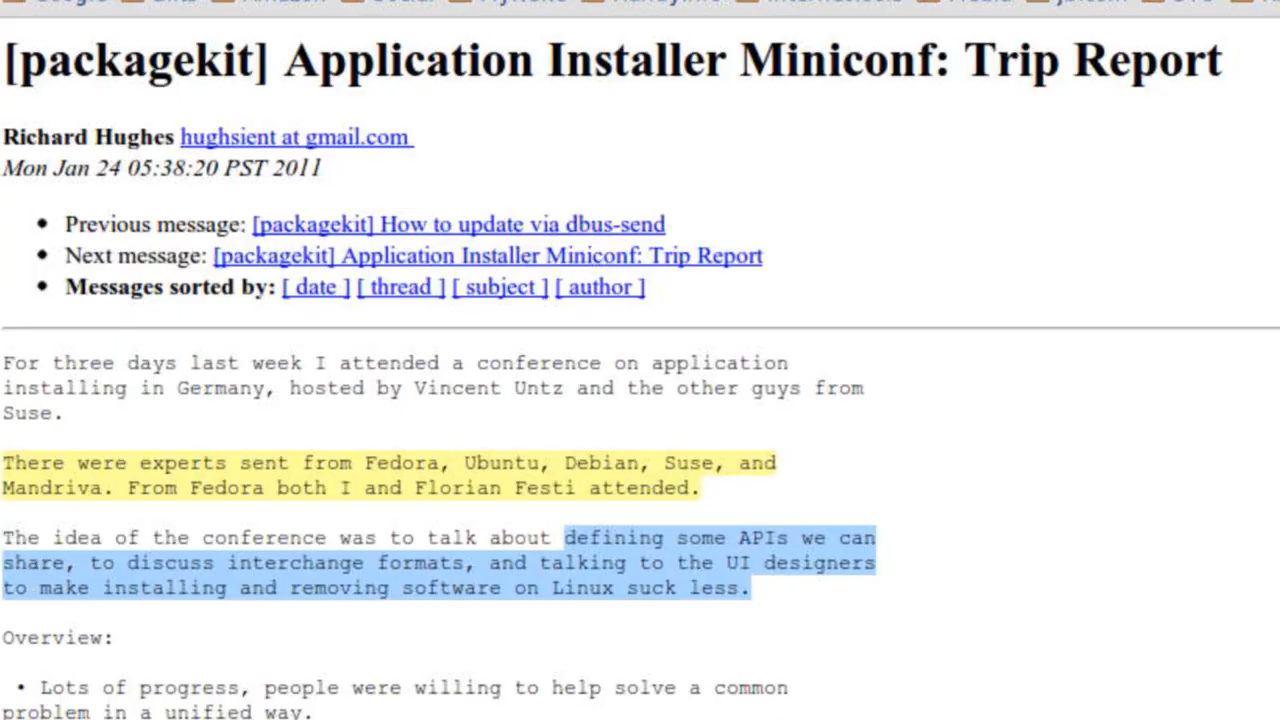 [packagekit] Application Installer Miniconf: Trip Report
Richard Hughes hughsient at gmail.com
Mon Jan 24 05:38:20 PST 2011
• Previous message: [packagekit] How to update via dbus-send
• Next message: [packagekit] Application Installer Miniconf: Trip Report
• Messages sorted by: [ date ] [ thread ] [ subject ] [ author ]
For three days last week I attended a conference on application
installing in Germany, hosted by Vincent Untz and the other guys from
Suse.
There were experts sent from Fedora, Ubuntu, Debian, Suse, and
Mandriva. From Fedora both I and Florian Festi attended.
The idea of the conference was to talk about defining some APIs we can
share, to discuss interchange formats, and talking to the UI designers
to make installing and removing software on Linux suck less.
Overview:
• Lots of progress, people were willing to help solve a common
problem in a unified way.